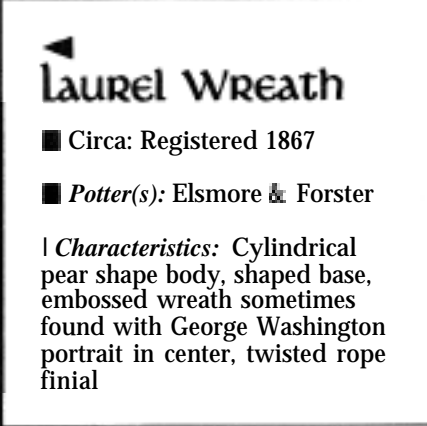 Laurel Wreath
Circa: Registered 1867
Potter(s): Elsmore & Forster
Characteristics: Cylindrical
pear shape body, shaped base,
embossed wreath sometimes
found with George Washington
portrait in center, twisted rope
finial